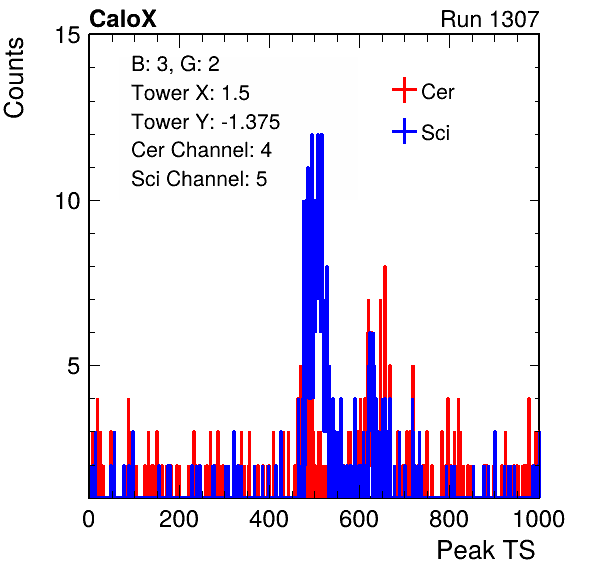 CaloX Run 1307
Counts
15
10
5
B: 3, G: 2
Tower X: 1.5
Tower Y: -1.375
Cer Channel: 4
Sci Channel: 5
Cer
Sci
0 200 400 600 800 1000
Peak TS